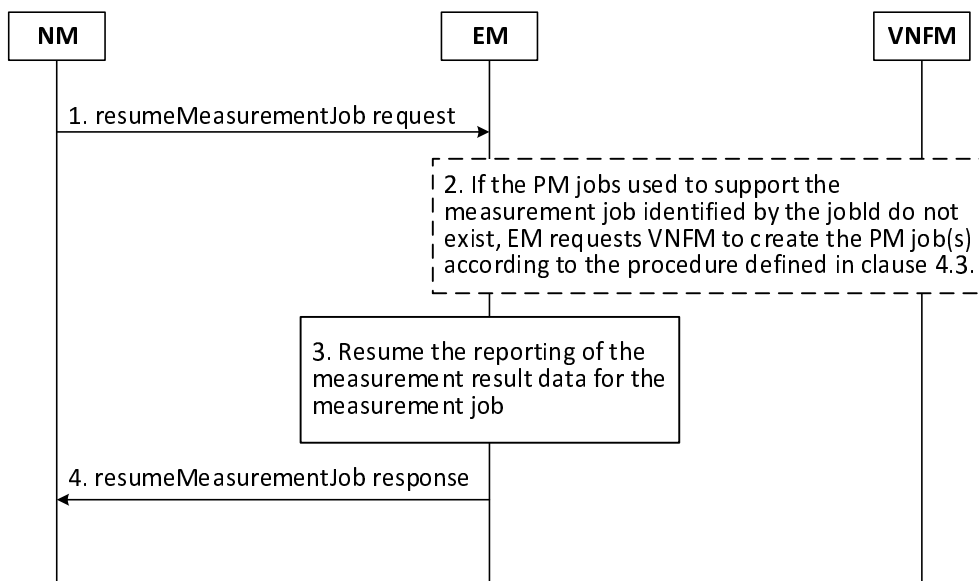 NM
EM
VNFM
1. resumeMeasurementJob request
2. If the PM jobs used to support the
measurement job identified by the jobId do not
exist, EM requests VNFM to create the PM job(s)
according to the procedure defined in clause 4.3.
3. Resume the reporting of the
measurement result data for the
measurement job
4. resumeMeasurementJob response